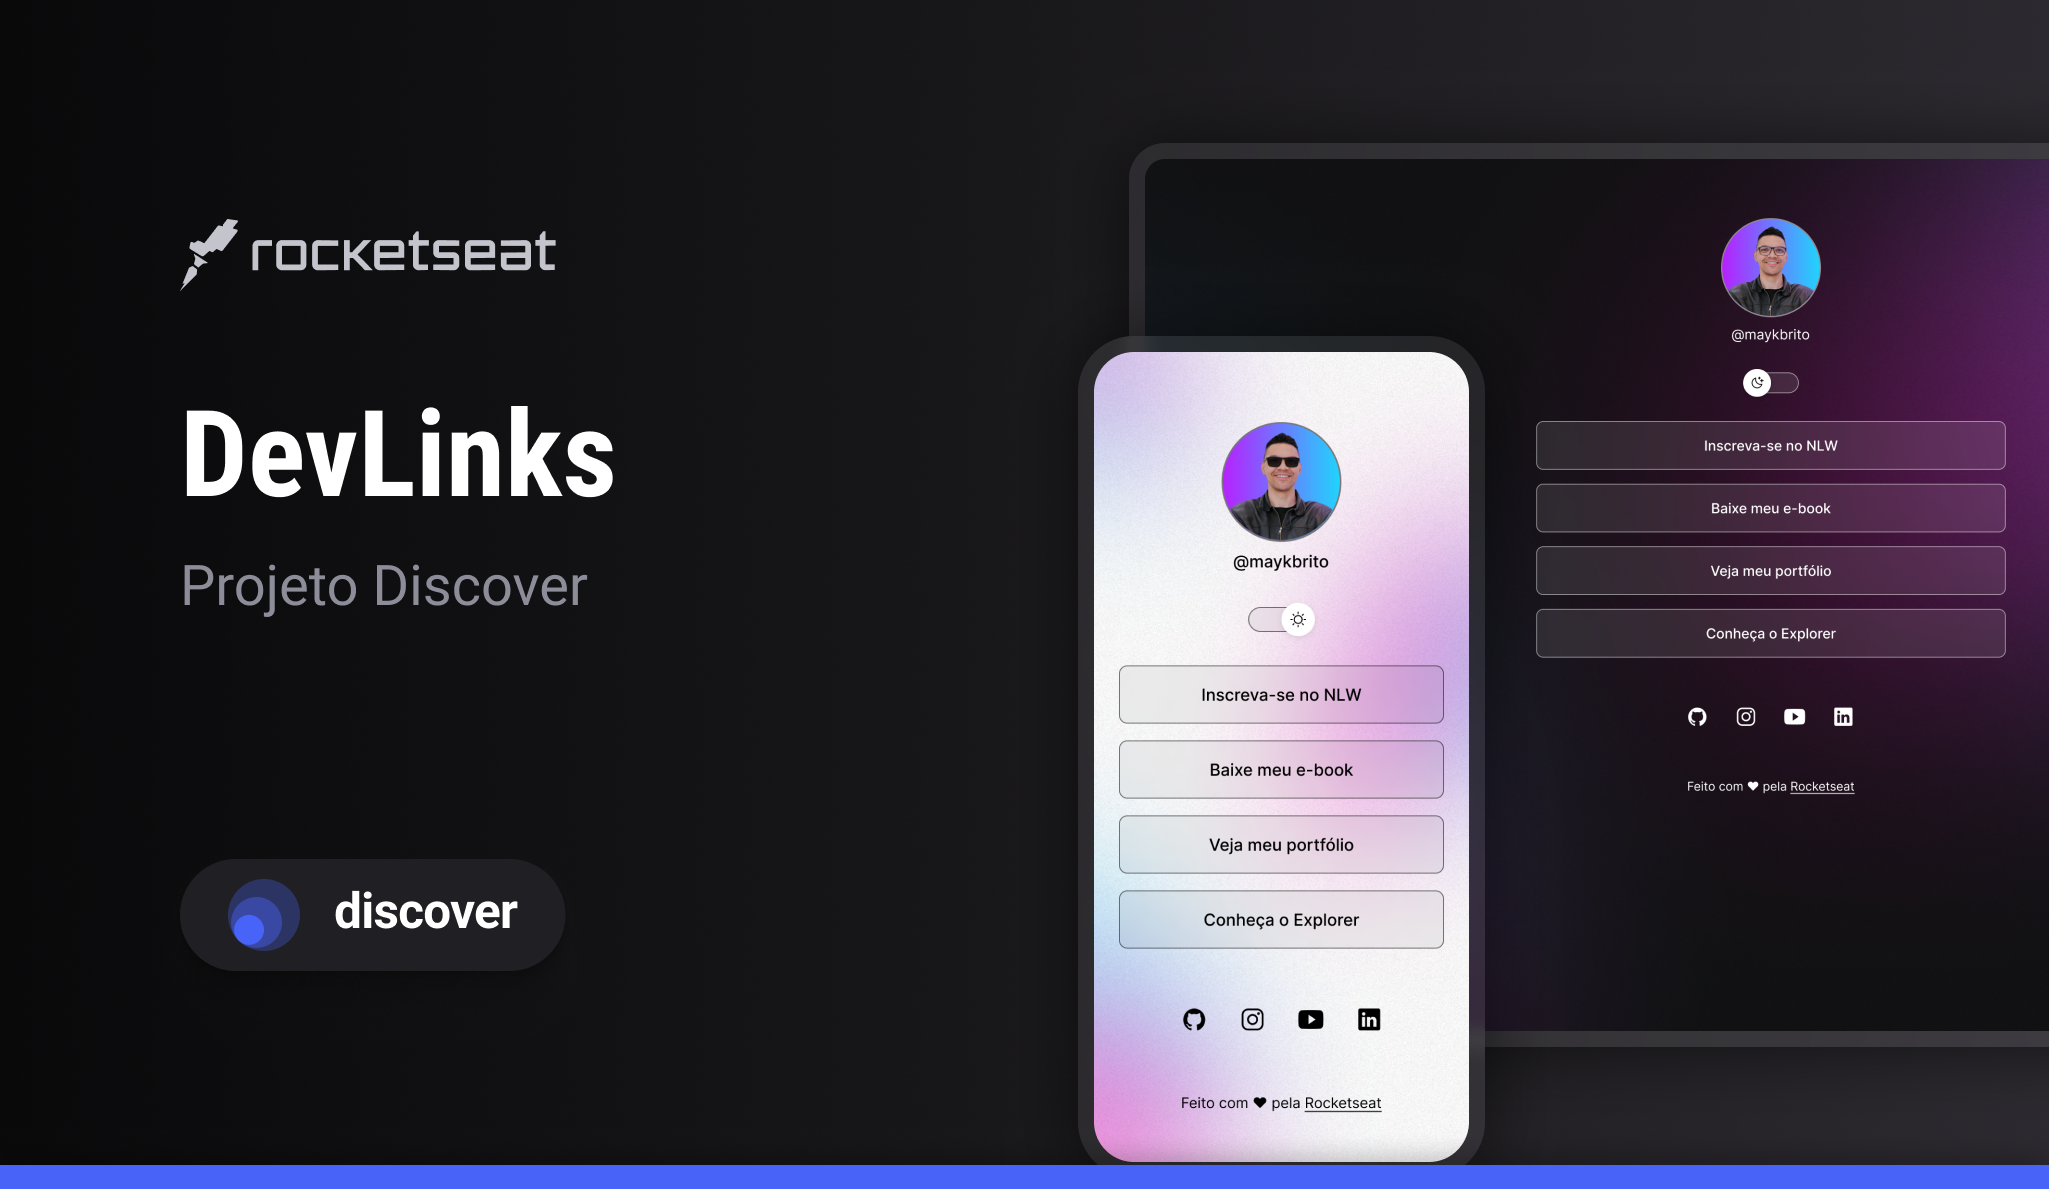 rocketseat
DevLinks
Projeto Discover
discover
@maykbrito
Inscreva-se no NLW
Baixe meu e-book
Veja meu portfólio
Conheça o Explorer
in
Feito com ♥ pela Rocketseat
@maykbrito
Inscreva-se no NLW
Baixe meu e-book
Veja meu portfólio
Conheça o Explorer
in
Feito com ♥ pela Rocketseat